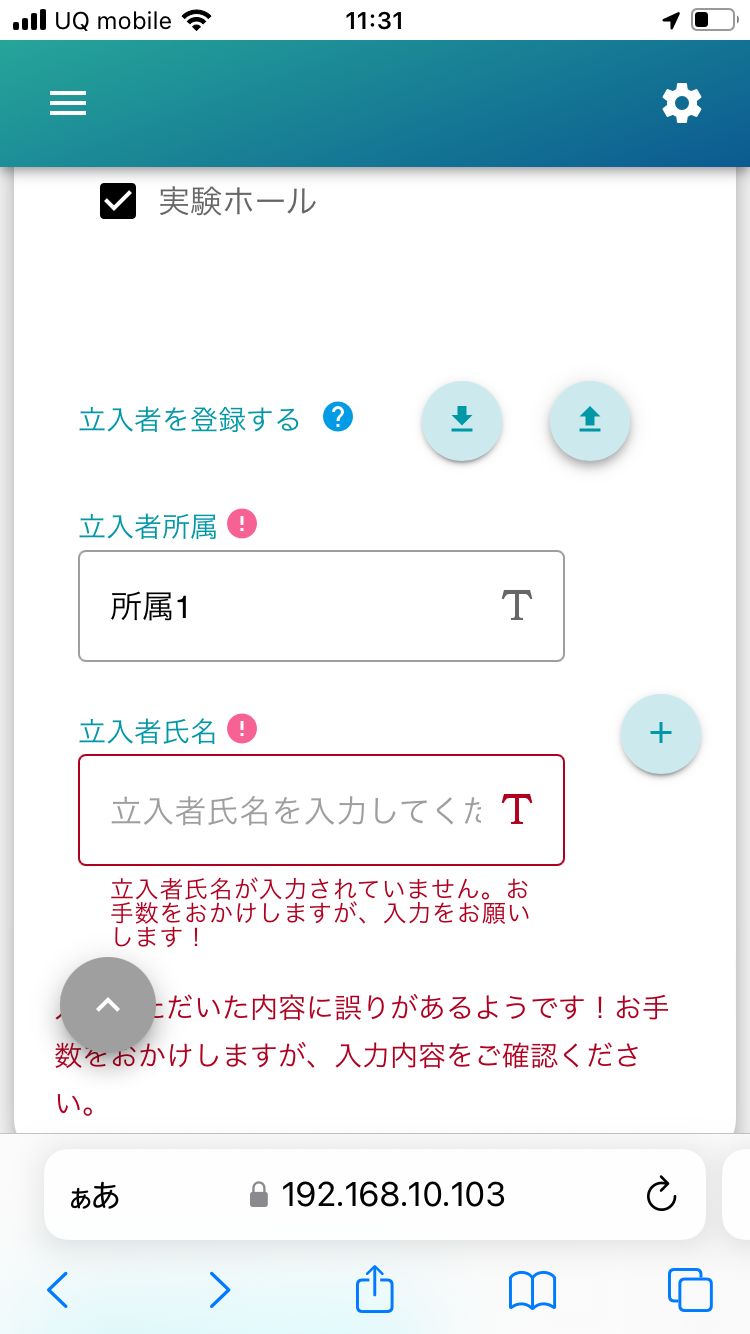 UQ mobile 11:31
実験ホール
立入者を登録する ?
立入者所属 !
所属1 T
立入者氏名 !
+
立入者氏名を入力してくた T
立入者氏名が入力されていません。お
手数をおかけしますが、入力をお願い
します！
ただいた内容に誤りがあるようです！お手
数をおかけしますが、入力内容をご確認くださ
い。
ぁあ 192.168.10.103